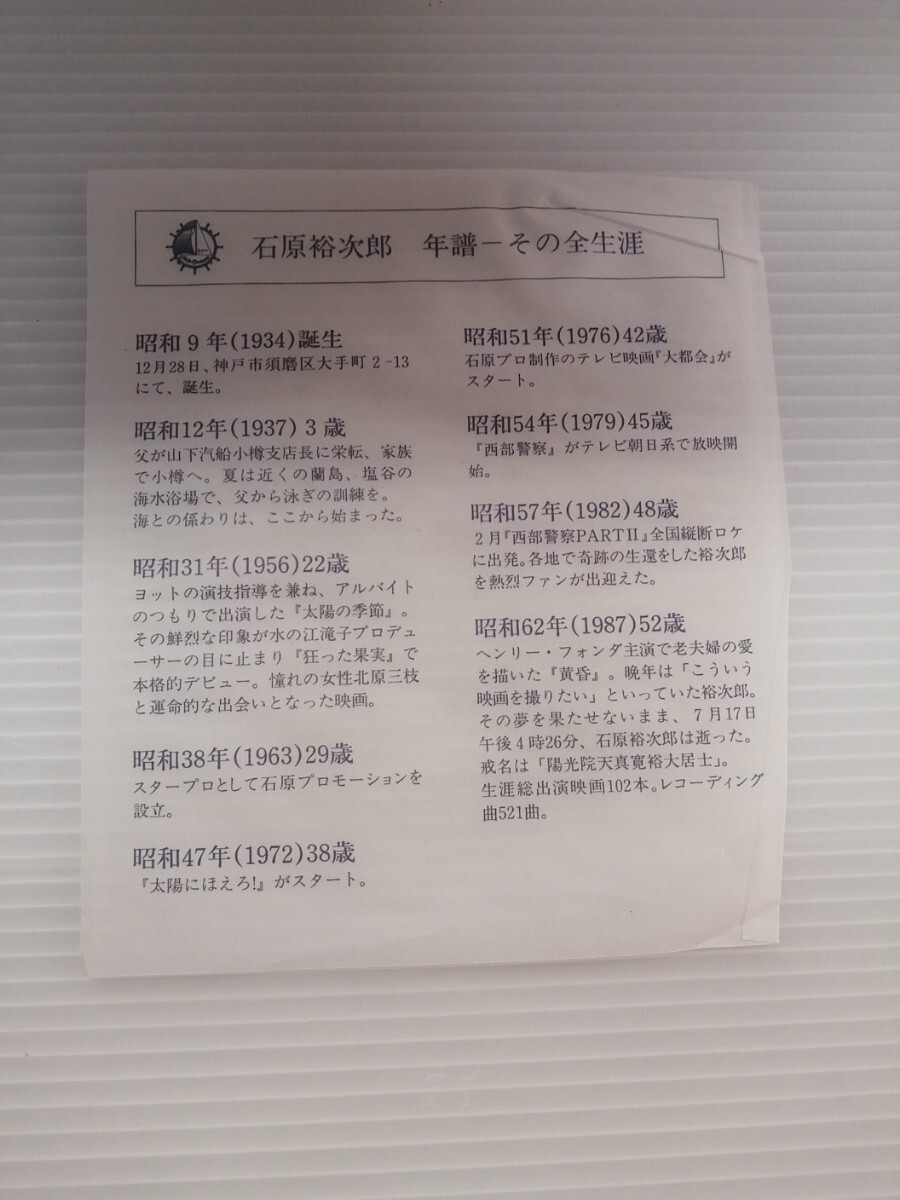 石原裕次郎 年譜－その全生涯
昭和9年(1934)誕生
12月28日、神戸市須磨区大手町2-13
にて、誕生。
昭和12年(1937)3歳
父が山下汽船小樽支店長に栄転、家族
で小樽へ。夏は近くの蘭島、塩谷の
海水浴場で、父から泳ぎの訓練を。
海との係わりは、ここから始まった。
昭和31年(1956)22歳
ヨットの演技指導を兼ね、アルバイト
のつもりで出演した『太陽の季節』。
その鮮烈な印象が水の江滝子プロデュ
ーサーの目に止まり『狂った果実』で
本格的デビュー。憧れの女性北原三枝
と運命的な出会いとなった映画。
昭和38年(1963)29歳
スタープロとして石原プロモーションを
設立。
昭和47年(1972)38歳
『太陽にほえろ!』がスタート。
昭和51年(1976)42歳
石原プロ制作のテレビ映画『大都会』が
スタート。
昭和54年(1979)45歳
『西部警察』がテレビ朝日系で放映開
始。
昭和57年(1982)48歳
2月『西部警察PARTⅡ』全国縦断ロケ
に出発。各地で奇跡の生還をした裕次郎
を熱烈ファンが出迎えた。
昭和62年(1987)52歳
ヘンリー・フォンダ主演で老夫婦の愛
を描いた『黄昏』。晩年は「こういう
映画を撮りたい」といっていた裕次郎。
その夢を果たせないまま、7月17日
午後4時26分、石原裕次郎は逝った。
戒名は「陽光院天真寛裕大居士」。
生涯総出演映画102本。レコーディング
曲521曲。